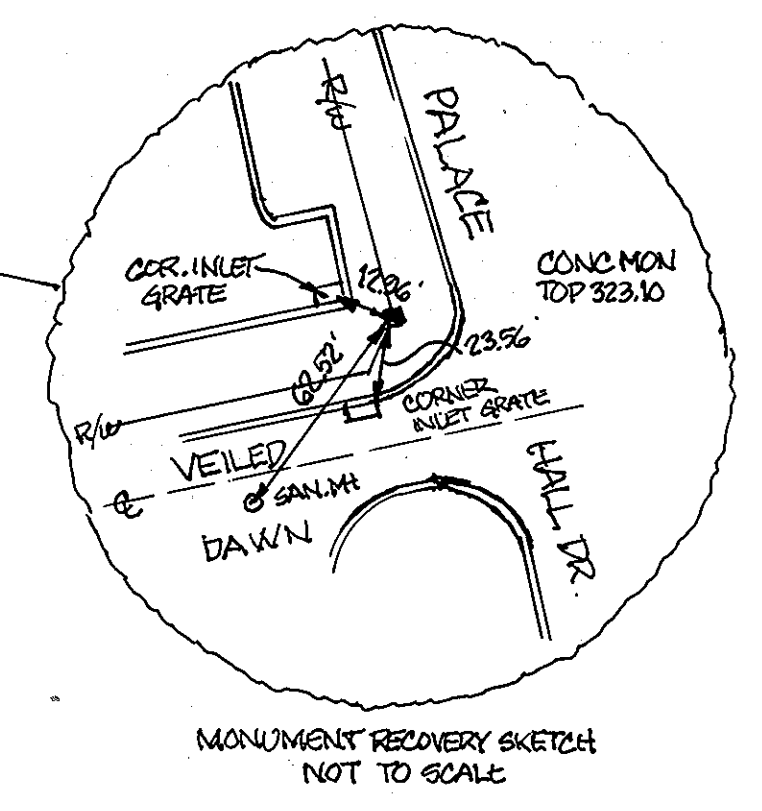 R/W
PALACE
COR. INLET
GRATE
12.96'
CONC MON
TOP 323.10
23.56'
62.52'
CORNER
INLET GRATE
R/W
VEILED
HALL DR.
℄
SAN. MH
DAWN
MONUMENT RECOVERY SKETCH
NOT TO SCALE